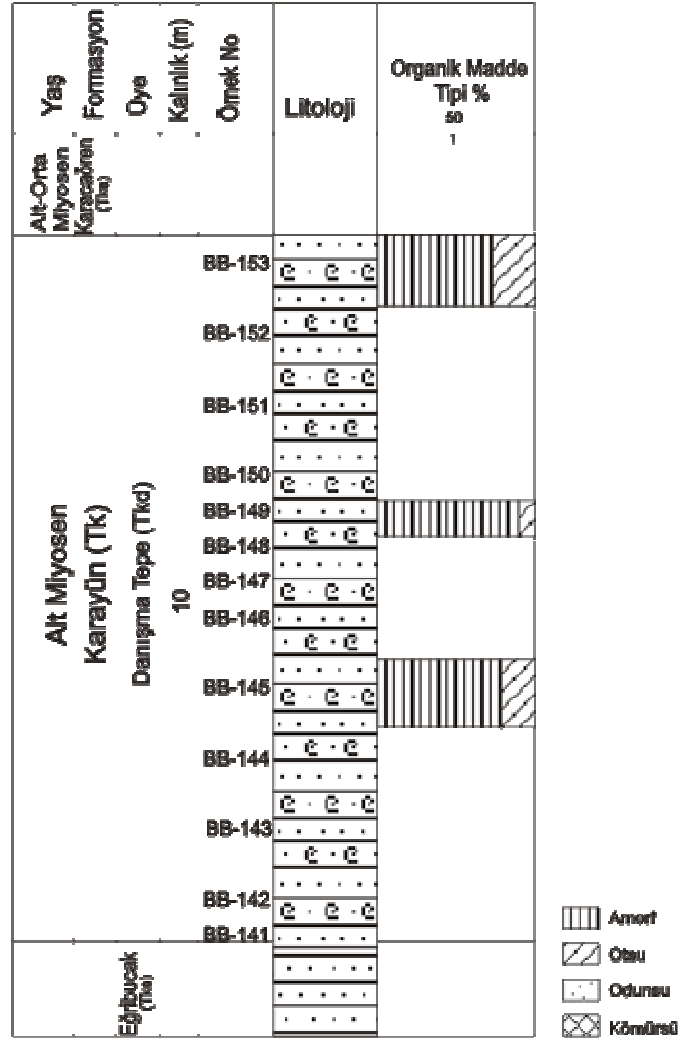 Yaş
Formasyon
Üye
Kalınlık (m)
Örnek No
Litoloji
Organik Madde
Tipi %
50
1
Alt-Orta
Miyosen
Karacaören
(Tka)
BB-153
BB-152
BB-151
BB-150
BB-149
BB-148
BB-147
BB-146
BB-145
BB-144
BB-143
BB-142
BB-141
Alt Miyosen
Karayün (Tk)
Danışma Tepe (Tkd)
10
Eğribucak
Amorf
Otsu
Odunsu
Kömürsü